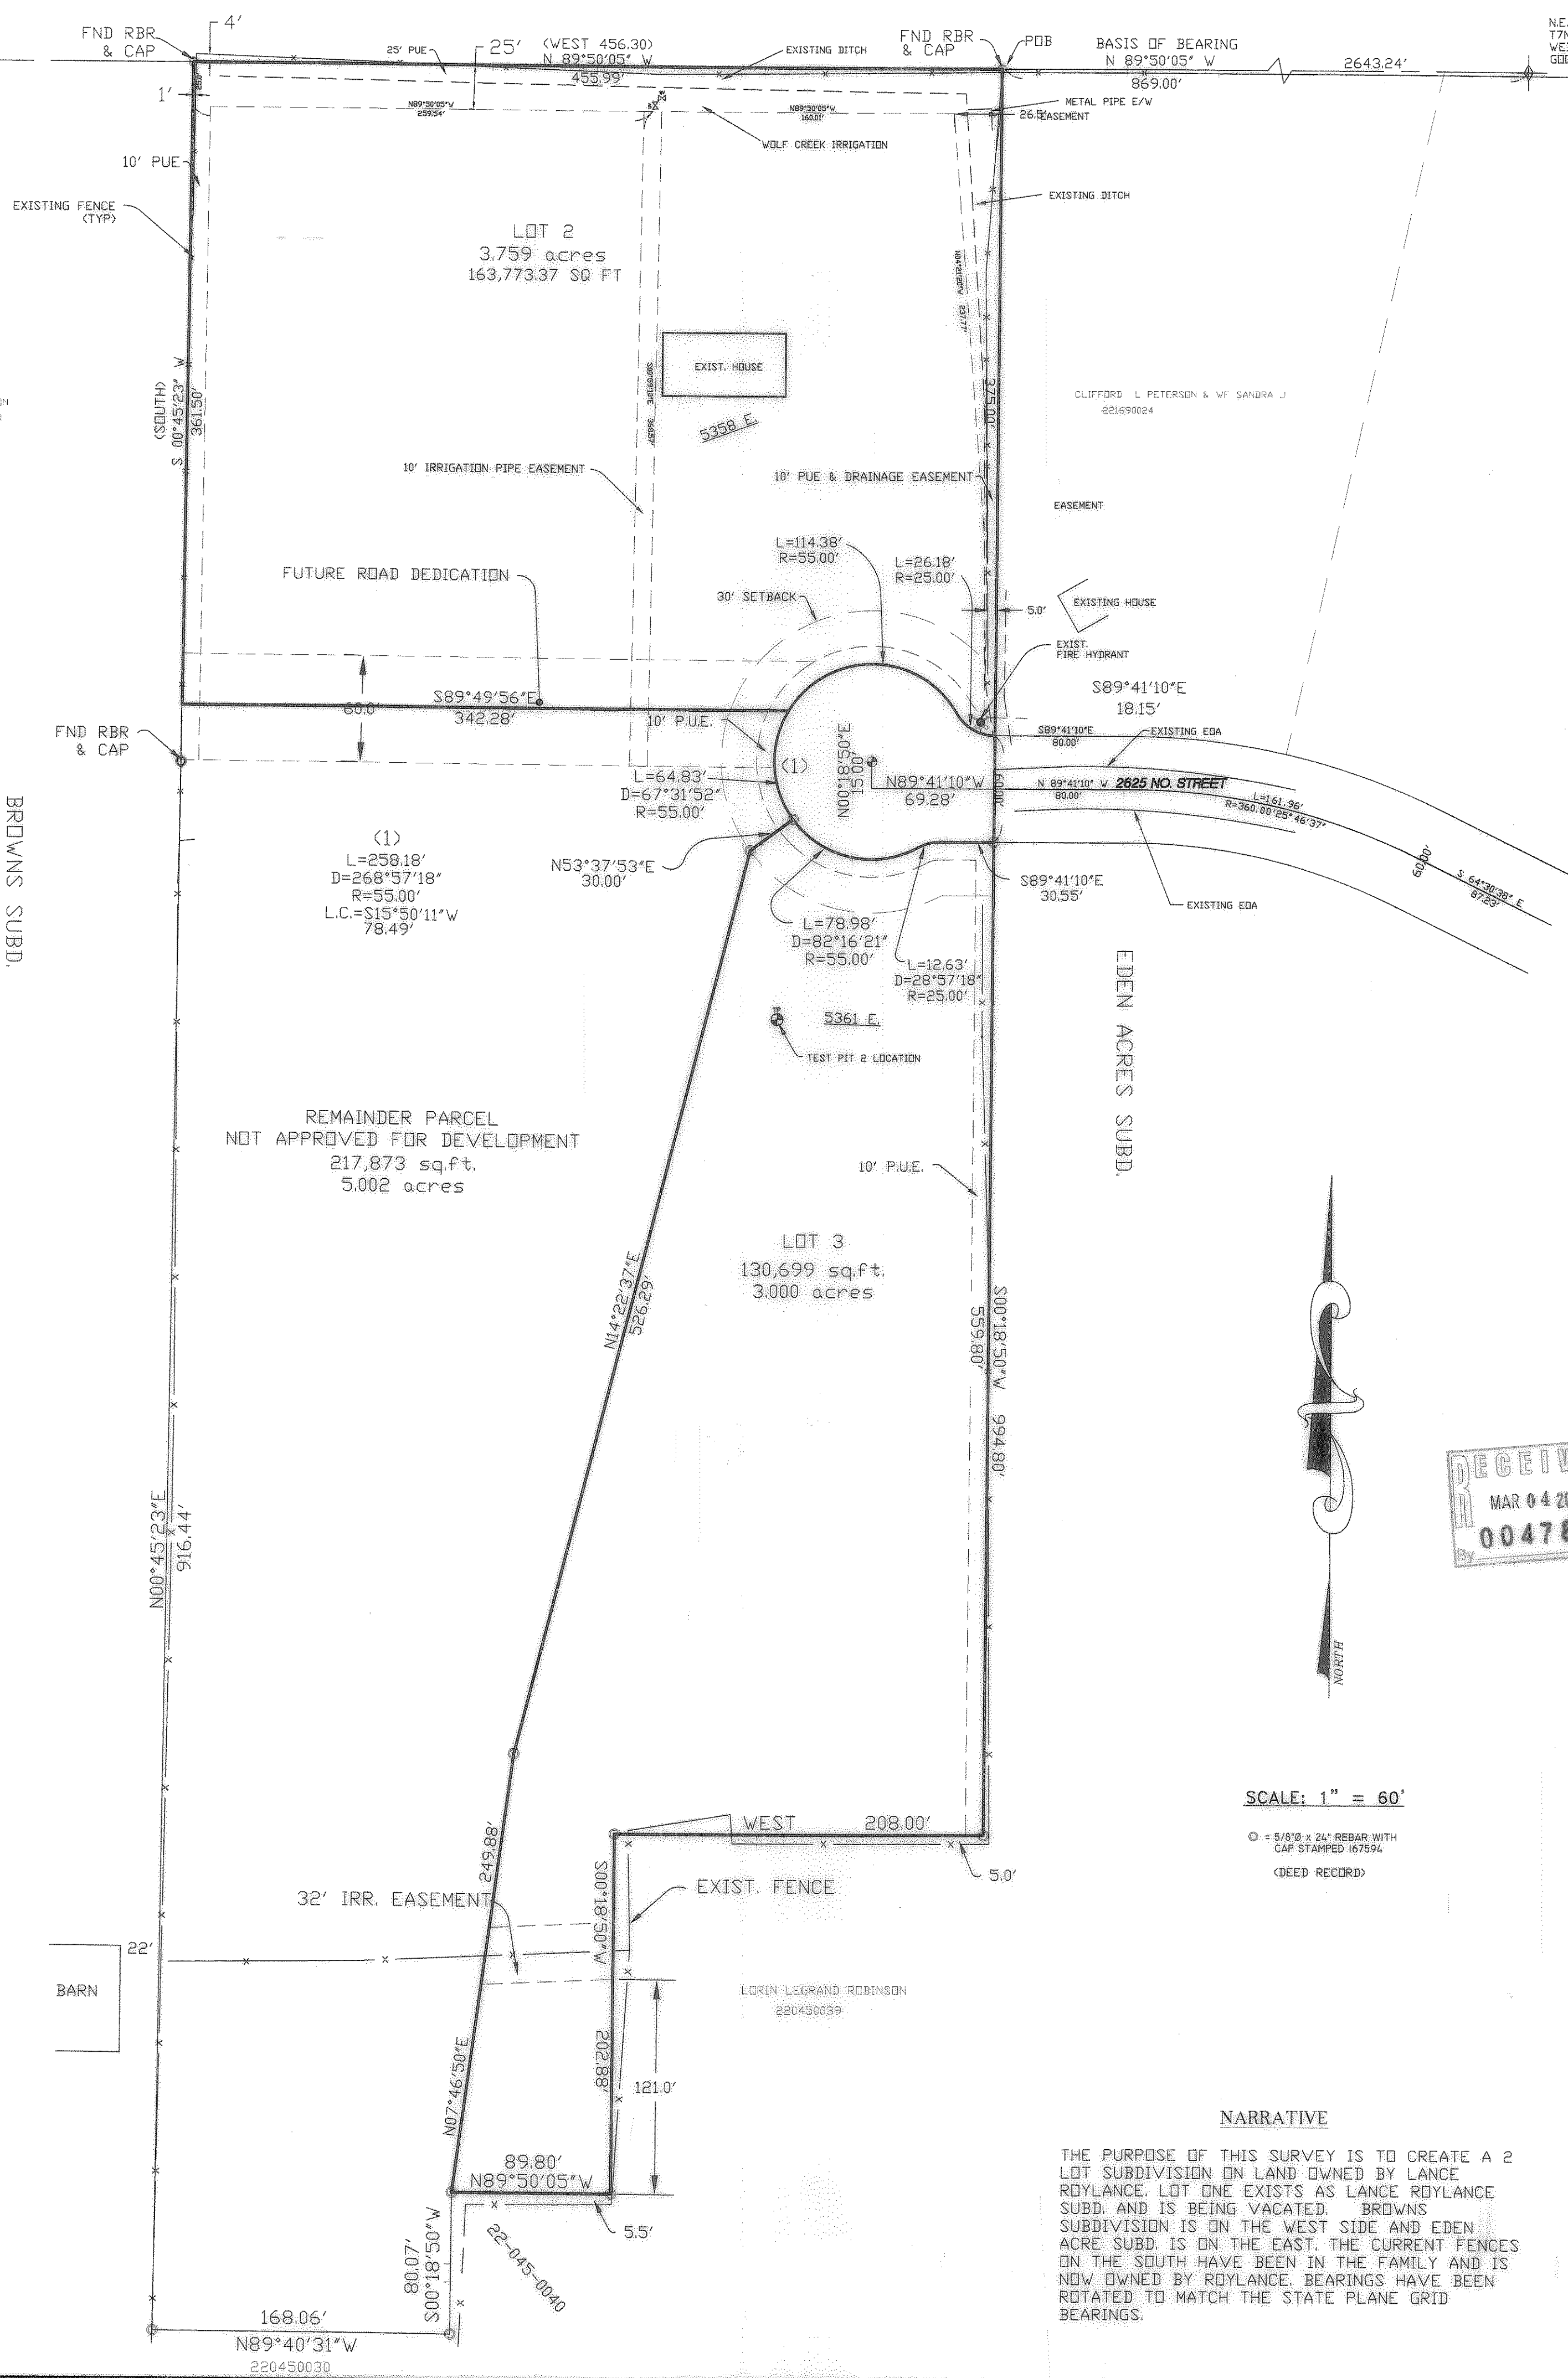 4'
FND RBR
& CAP
25' PUE
25'
(WEST 456.30)
N 89°50'05" W
455.99'
EXISTING DITCH
FND RBR
& CAP
POB
BASIS OF BEARING
N 89°50'05" W
869.00'
2643.24'
1'
N89°50'05"W
259.54'
N89°50'05"W
160.01'
METAL PIPE E/W
26.5'
EASEMENT
WOLF CREEK IRRIGATION
10' PUE
EXISTING DITCH
EXISTING FENCE
(TYP)
LOT 2
3.759 acres
163,773.37 SQ FT
N04°21'20"W 237.77'
EXIST. HOUSE
5358 E.
(SOUTH)
S 00°45'23" W
361.50'
375.00'
CLIFFORD L PETERSON & WF SANDRA J
221690024
10' IRRIGATION PIPE EASEMENT
10' PUE & DRAINAGE EASEMENT
EASEMENT
L=114.38'
R=55.00'
L=26.18'
R=25.00'
FUTURE ROAD DEDICATION
30' SETBACK
5.0'
EXISTING HOUSE
EXIST.
FIRE HYDRANT
S89°41'10"E
18.15'
S89°49'56"E
342.28'
60.0'
10' P.U.E.
FND RBR
& CAP
(1)
N00°18'50"E
15.00'
N89°41'10"W
69.28'
60.00'
S89°41'10"E
80.00'
EXISTING EOA
N 89°41'10" W
80.00'
2625 NO. STREET
L=161.96'
R=360.00'25°46'37"
60.00'
S 64°30'38" E
87.23'
L=64.83'
D=67°31'52"
R=55.00'
BROWNS SUBD.
(1)
L=258.18'
D=268°57'18"
R=55.00'
L.C.=S15°50'11"W
78.49'
N53°37'53"E
30.00'
S89°41'10"E
30.55'
EXISTING EOA
L=78.98'
D=82°16'21"
R=55.00'
L=12.63'
D=28°57'18"
R=25.00'
EDEN ACRES SUBD.
5361 E.
TEST PIT 2 LOCATION
REMAINDER PARCEL
NOT APPROVED FOR DEVELOPMENT
217,873 sq.ft.
5.002 acres
10' P.U.E.
LOT 3
130,699 sq.ft.
3.000 acres
N14°22'37"E
526.29'
559.80'
S00°18'50"W 994.80'
N00°45'23"E
916.44'
MAR 04 20
00478
By
NORTH
SCALE: 1" = 60'
= 5/8"Ø x 24" REBAR WITH
CAP STAMPED 167594
(DEED RECORD)
WEST 208.00'
5.0'
249.88'
N07°46'50"E
32' IRR. EASEMENT
S00°18'50"W
202.88'
EXIST. FENCE
22'
BARN
LORIN LEGRAND ROBINSON
220450039
121.0'
89.80'
N89°50'05"W
5.5'
22-045-0040
80.07'
S00°18'50"W
168.06'
N89°40'31"W
220450030
NARRATIVE
THE PURPOSE OF THIS SURVEY IS TO CREATE A 2
LOT SUBDIVISION ON LAND OWNED BY LANCE
ROYLANCE. LOT ONE EXISTS AS LANCE ROYLANCE
SUBD. AND IS BEING VACATED. BROWNS
SUBDIVISION IS ON THE WEST SIDE AND EDEN
ACRE SUBD. IS ON THE EAST. THE CURRENT FENCES
ON THE SOUTH HAVE BEEN IN THE FAMILY AND IS
NOW OWNED BY ROYLANCE. BEARINGS HAVE BEEN
ROTATED TO MATCH THE STATE PLANE GRID
BEARINGS.